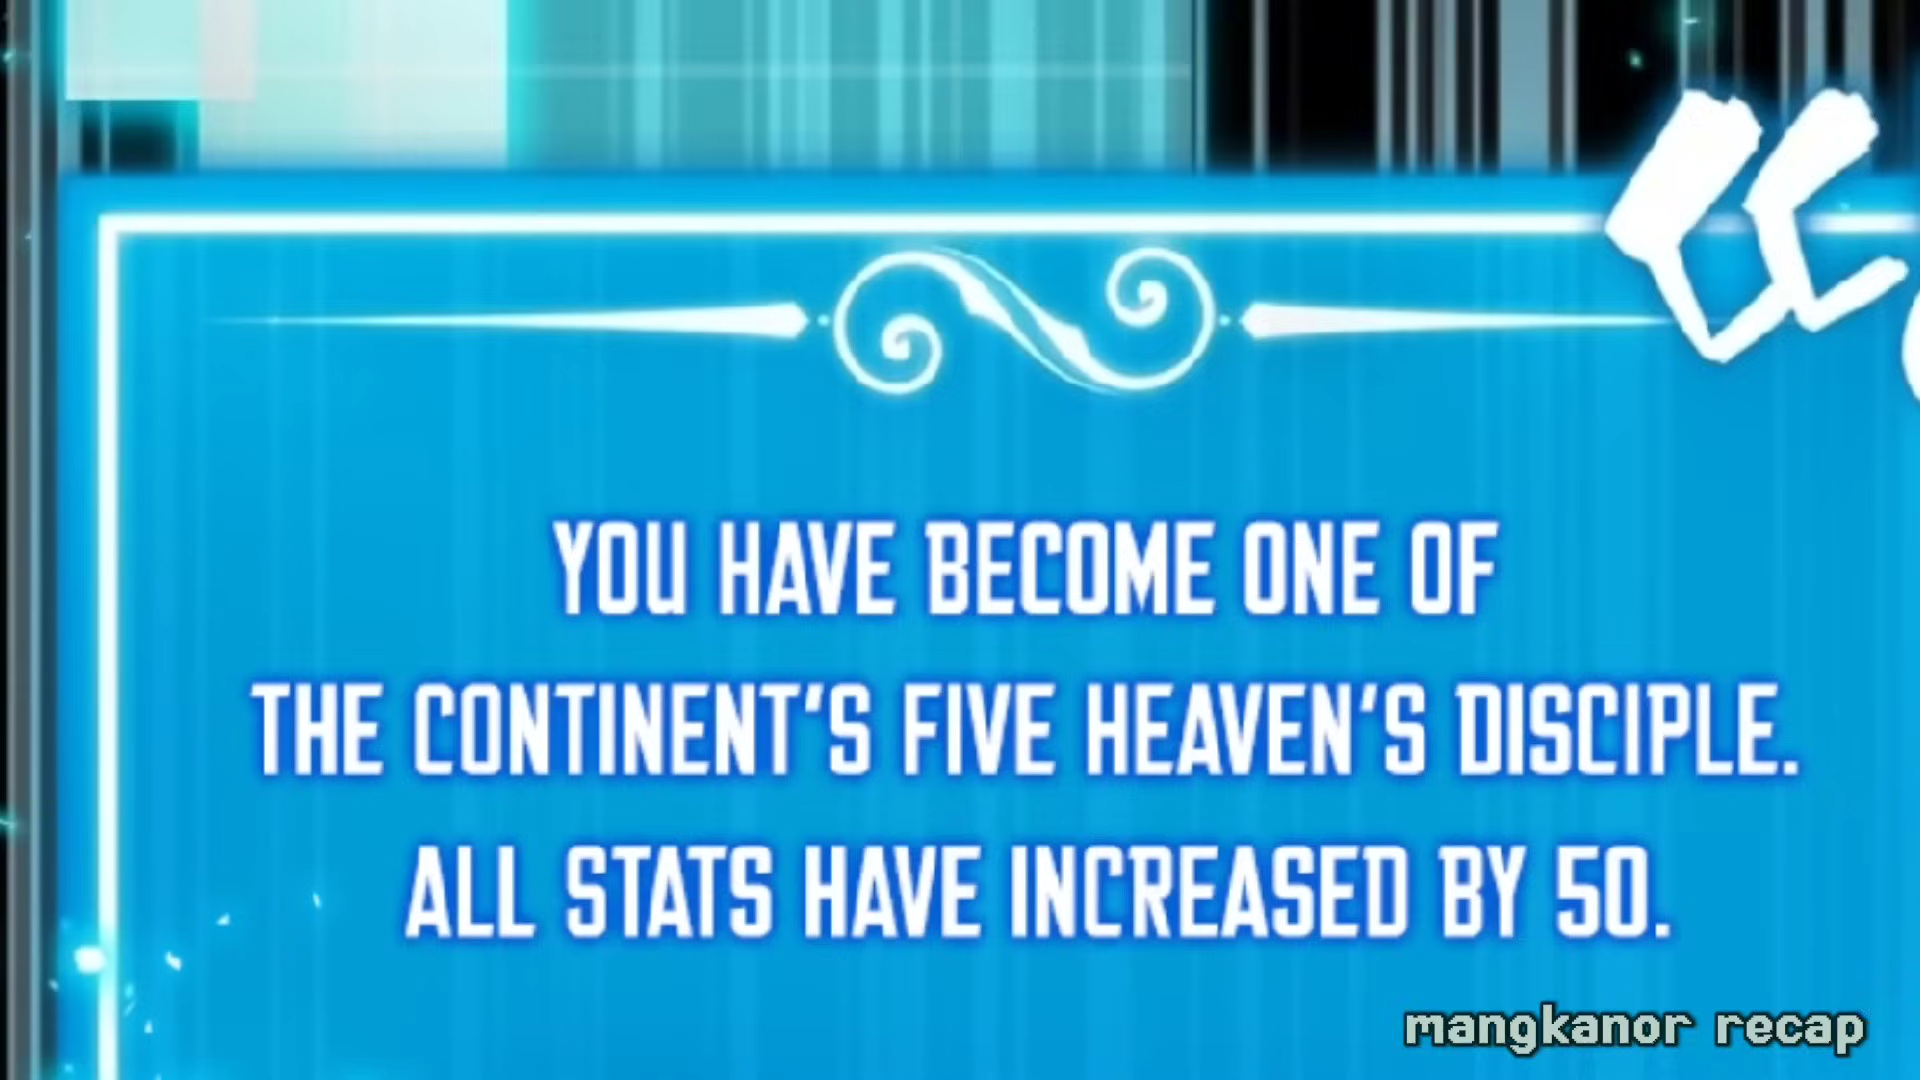 YOU HAVE BECOME ONE OF
THE CONTINENT'S FIVE HEAVEN'S DISCIPLE.
ALL STATS HAVE INCREASED BY 50.
mangkanor recap